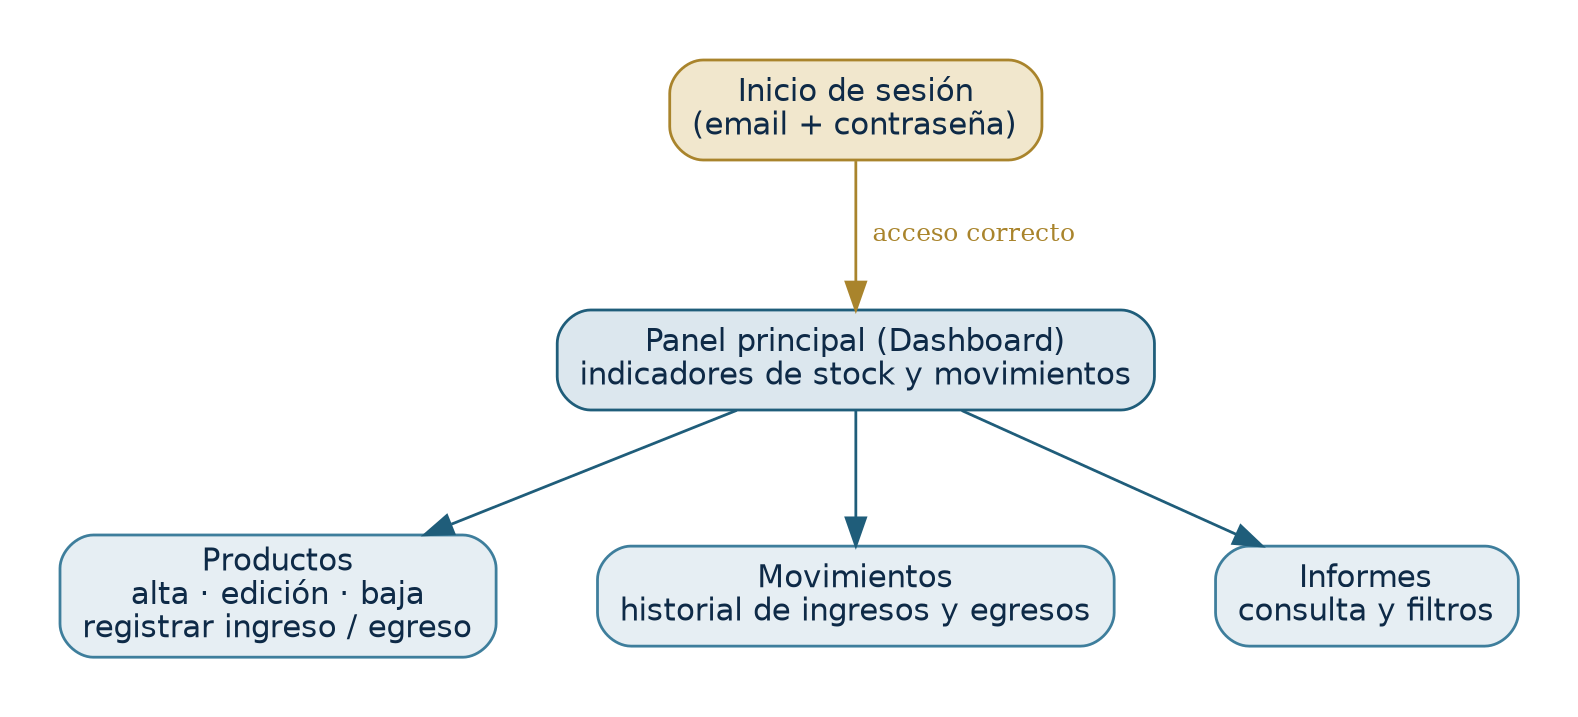 Inicio de sesión
(email + contraseña)
acceso correcto
Panel principal (Dashboard)
indicadores de stock y movimientos
Productos
alta · edición · baja
registrar ingreso / egreso
Movimientos
historial de ingresos y egresos
Informes
consulta y filtros